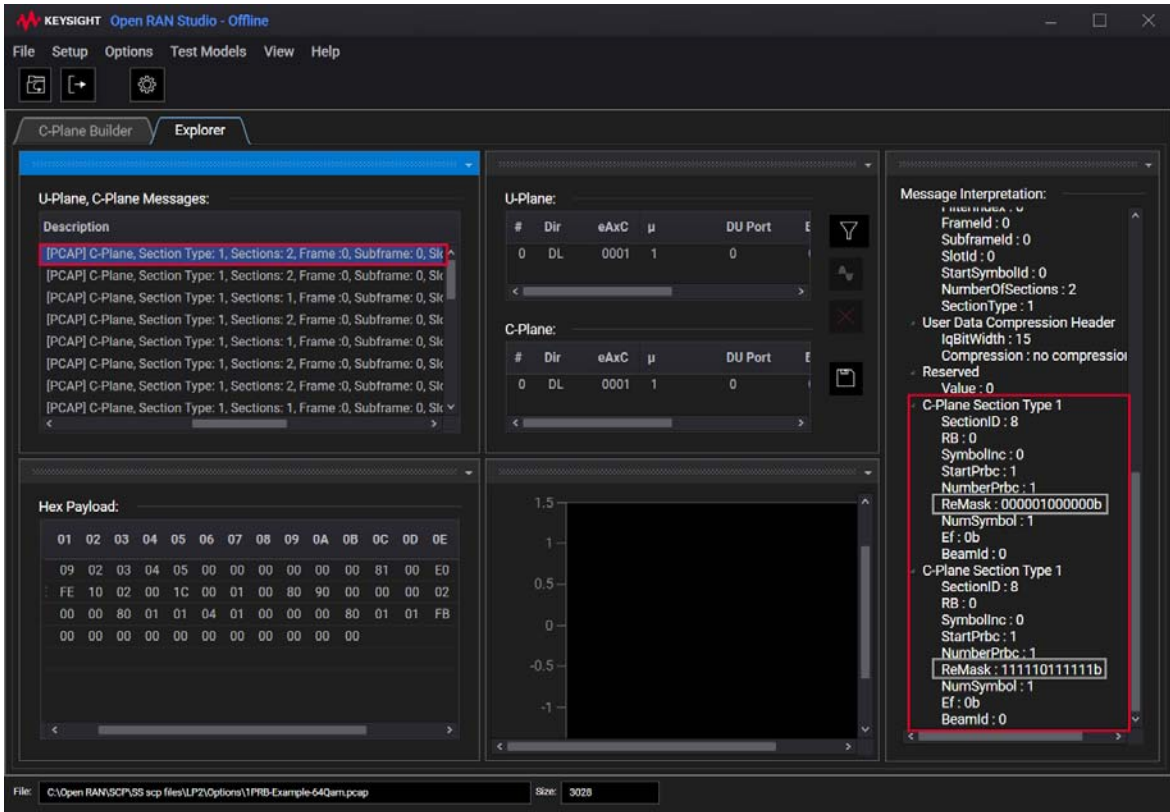 KEYSIGHT Open RAN Studio - Offline
File Setup Options Test Models View Help
C-Plane Builder Explorer
U-Plane, C-Plane Messages:
Description
[PCAP] C-Plane, Section Type: 1, Sections: 2, Frame :0, Subframe: 0, Slo
[PCAP] C-Plane, Section Type: 1, Sections: 2, Frame :0, Subframe: 0, Slo
[PCAP] C-Plane, Section Type: 1, Sections: 1, Frame :0, Subframe: 0, Slo
[PCAP] C-Plane, Section Type: 1, Sections: 2, Frame :0, Subframe: 0, Slo
[PCAP] C-Plane, Section Type: 1, Sections: 1, Frame :0, Subframe: 0, Slo
[PCAP] C-Plane, Section Type: 1, Sections: 2, Frame :0, Subframe: 0, Slo
[PCAP] C-Plane, Section Type: 1, Sections: 2, Frame :0, Subframe: 0, Slo
[PCAP] C-Plane, Section Type: 1, Sections: 1, Frame :0, Subframe: 0, Slo
U-Plane:
# Dir eAxC µ DU Port
0 DL 0001 1 0
C-Plane:
# Dir eAxC µ DU Port
0 DL 0001 1 0
Message Interpretation:
FrameId : 0
SubframeId : 0
SlotId : 0
StartSymbolId : 0
NumberOfSections : 2
SectionType : 1
User Data Compression Header
IqBitWidth : 15
Compression : no compression
Reserved
Value : 0
C-Plane Section Type 1
SectionID : 8
RB : 0
SymbolInc : 0
StartPrbc : 1
NumberPrbc : 1
ReMask : 000001000000b
NumSymbol : 1
Ef : 0b
BeamId : 0
C-Plane Section Type 1
SectionID : 8
RB : 0
SymbolInc : 0
StartPrbc : 1
NumberPrbc : 1
ReMask : 111110111111b
NumSymbol : 1
Ef : 0b
BeamId : 0
Hex Payload:
01 02 03 04 05 06 07 08 09 0A 0B 0C 0D 0E
09 02 03 04 05 00 00 00 00 00 00 81 00 E0
FE 10 02 00 1C 00 01 00 80 90 00 00 00 02
00 00 80 01 01 04 01 00 00 00 80 01 01 FB
00 00 00 00 00 00 00 00 00 00 00
1.5
1
0.5
0
-0.5
-1
File: C:\Open RAN\SCP\SS scp files\LP2\Options\1PRB-Example-64Qam.pcap Size: 3028